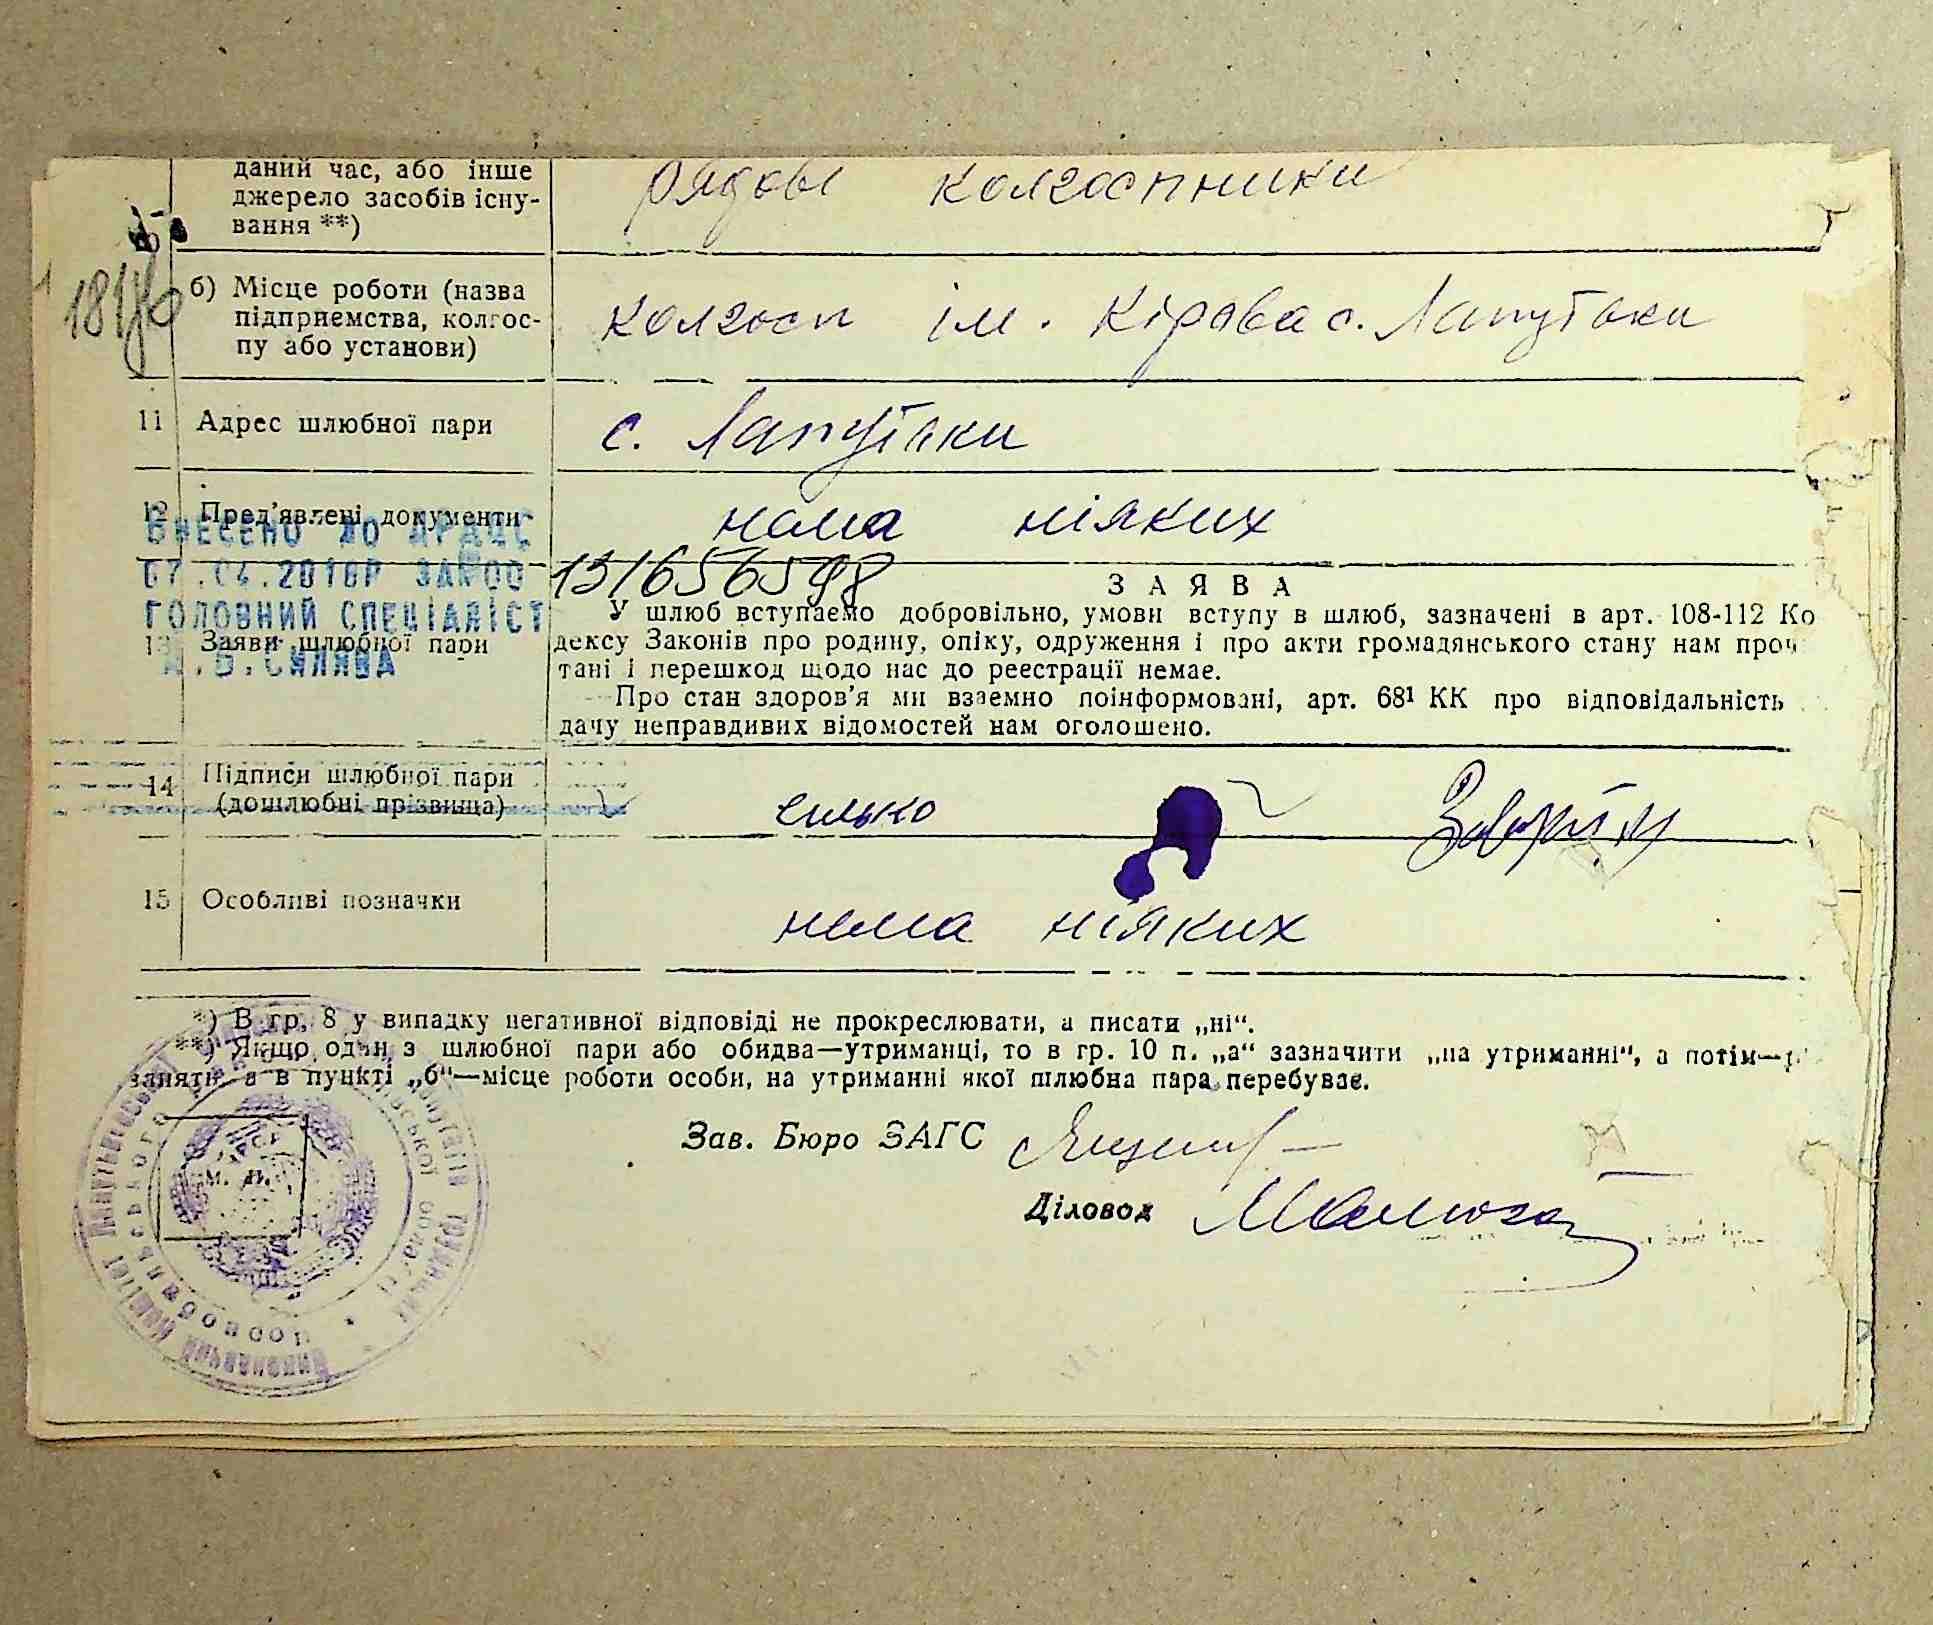 даний час, або інше
джерело засобів існу-
вання **)
рядові колгоспники
б) Місце роботи (назва
підприємства, колгос-
пу або установи)
колгосп ім. Кірова с. Лапутьки
11 Адрес шлюбної пари
с. Лапутьки
12 Пред'явлені документи
нема ніяких
ВНЕСЕНО ДО ДРАЦС
07.04.2016Р ЗА №00
131656598
ГОЛОВНИЙ СПЕЦІАЛІСТ
ЗАЯВА
13 Заяви шлюбної пари
У шлюб вступаємо добровільно, умови вступу в шлюб, зазначені в арт. 108-112 Ко
дексу Законів про родину, опіку, одруження і про акти громадянського стану нам проч
тані і перешкод щодо нас до реестрації немає.
Про стан здоров'я ми взаємно поінформовані, арт. 68¹ КК про відповідальність
дачу неправдивих відомостей нам оголошено.
14 Підписи шлюбної пари
(дошлюбні прізвища)
силько
15 Особливі позначки
нема ніяких
*) В гр. 8 у випадку негативної відповіді не прокреслювати, а писати „ні“.
**) Якщо один з шлюбної пари або обидва—утриманці, то в гр. 10 п. „а“ зазначити „на утриманні“, а потім—
заняття, а в пункті „б“—місце роботи особи, на утриманні якої шлюбна пара перебуває.
Зав. Бюро ЗАГС
Діловод
М. П.